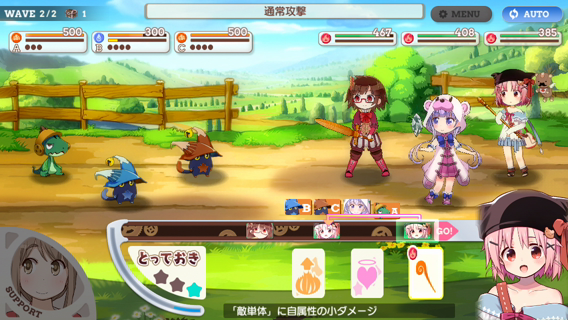 WAVE 2/2 1
通常攻撃
MENU
AUTO
500
A
300
B
500
C
467
408
385
B C A
GO!
とっておき
SUPPORT
「敵単体」に自属性の小ダメージ